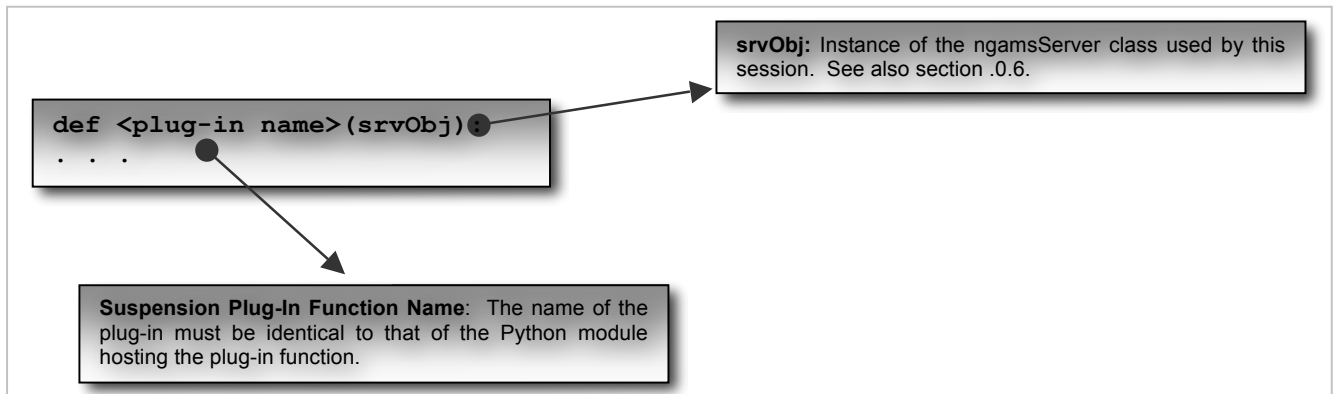 srvObj: Instance of the ngamsServer class used by this
session. See also section .0.6.
def <plug-in name>(srvObj):
. . .
Suspension Plug-In Function Name: The name of the
plug-in must be identical to that of the Python module
hosting the plug-in function.